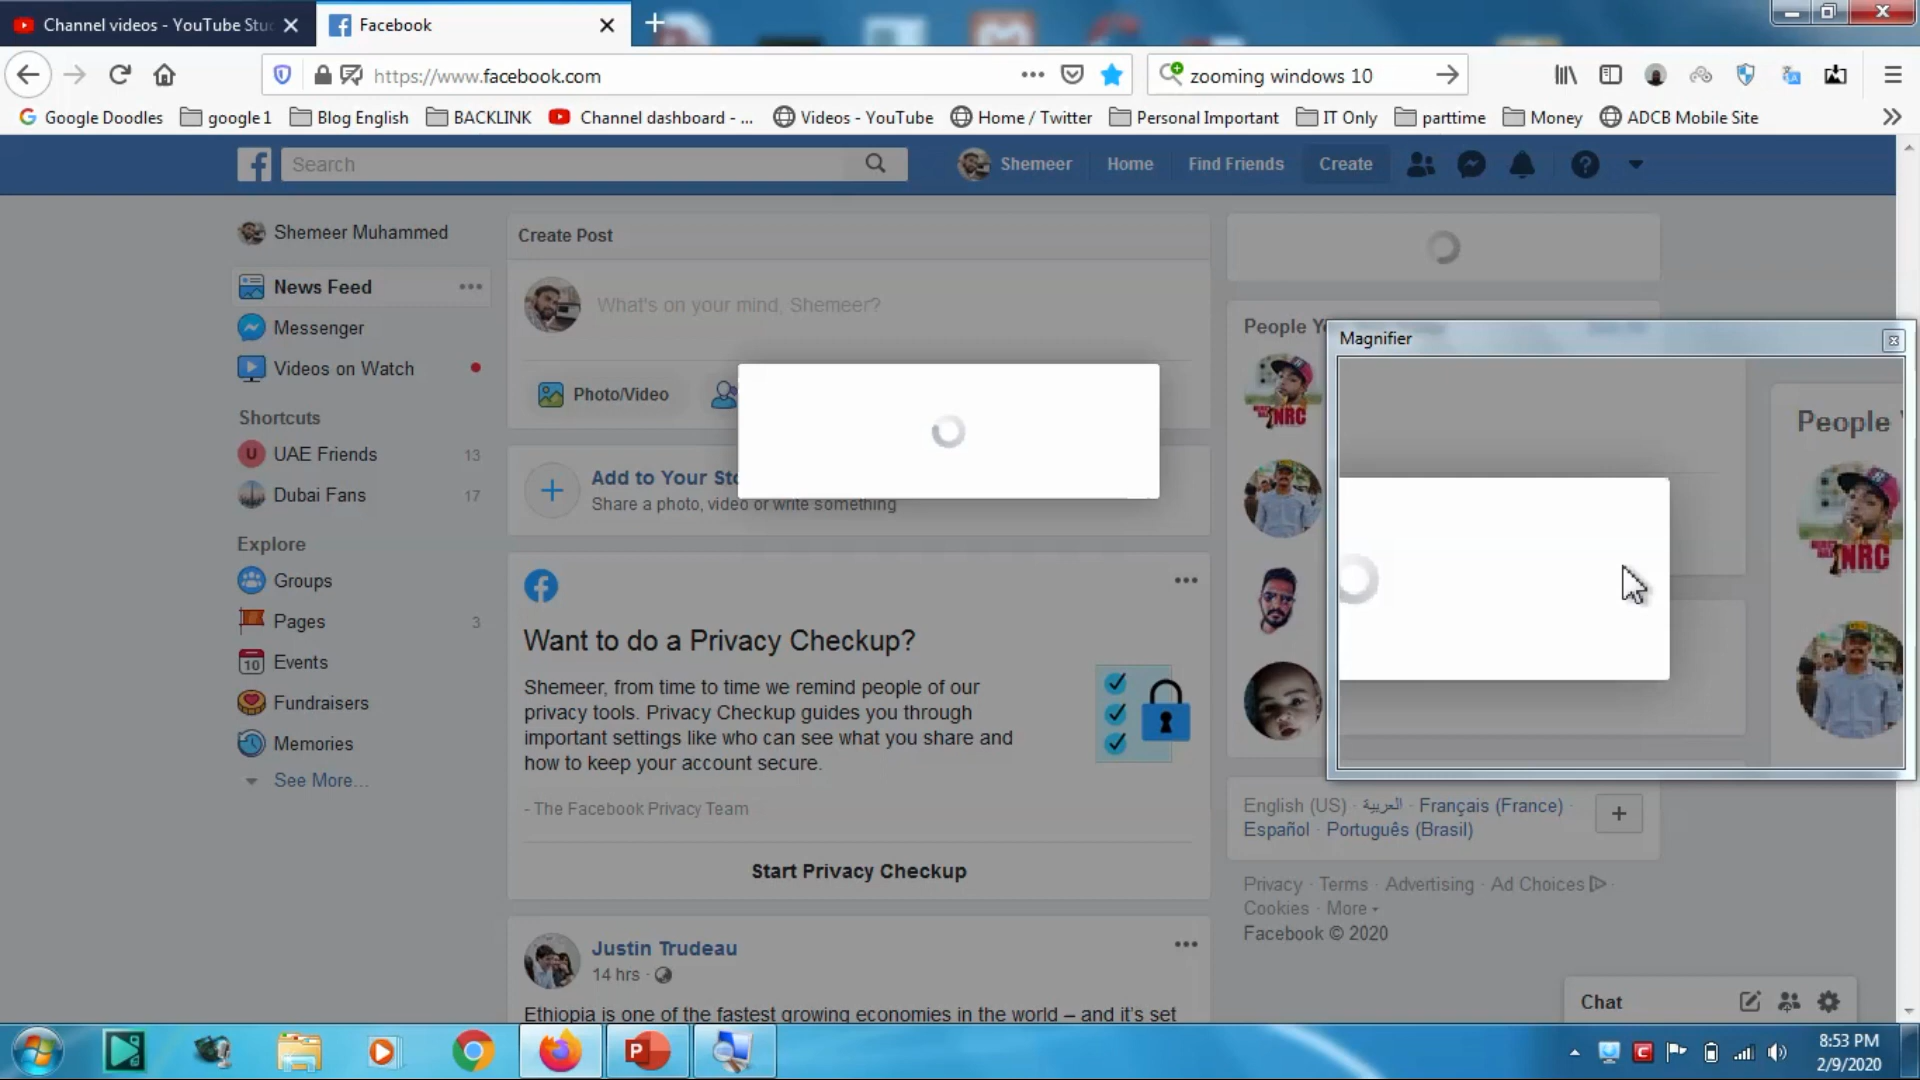 Channel videos - YouTube Stu
Facebook
https://www.facebook.com
zooming windows 10
Google Doodles
google1
Blog English
BACKLINK
Channel dashboard - ...
Videos - YouTube
Home / Twitter
Personal Important
IT Only
parttime
Money
ADCB Mobile Site
Search
Shemeer
Home
Find Friends
Create
Shemeer Muhammed
News Feed
Messenger
Videos on Watch
Shortcuts
U UAE Friends 13
Dubai Fans 17
Explore
Groups
Pages 3
10 Events
Fundraisers
Memories
See More...
Create Post
What's on your mind, Shemeer?
Photo/Video
Add to Your Sto
Share a photo, video or write something
Want to do a Privacy Checkup?
Shemeer, from time to time we remind people of our
privacy tools. Privacy Checkup guides you through
important settings like who can see what you share and
how to keep your account secure.
- The Facebook Privacy Team
Start Privacy Checkup
Justin Trudeau
14 hrs ·
Ethiopia is one of the fastest growing economies in the world – and it's set
People Y
NRC
Magnifier
People
NRC
English (US) · العربية · Français (France) ·
Español · Português (Brasil)
Privacy · Terms · Advertising · Ad Choices ·
Cookies · More
Facebook © 2020
Chat
8:53 PM
2/9/2020